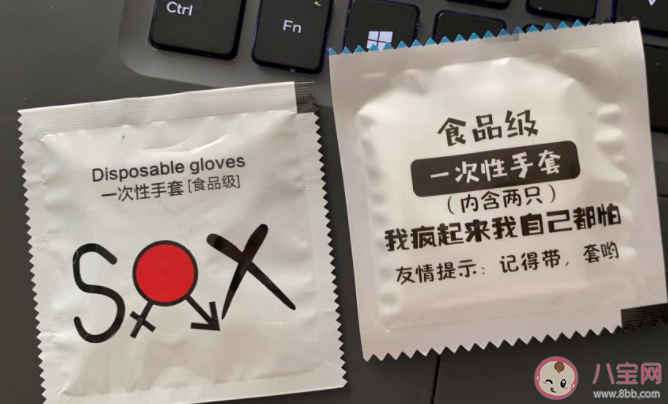 Ctrl
Fn
Disposable gloves
一次性手套[食品级]
SOX
食品级
一次性手套
(内含两只)
我疯起来我自己都怕
友情提示：记得带，套哟
八宝网
www.8bb.com